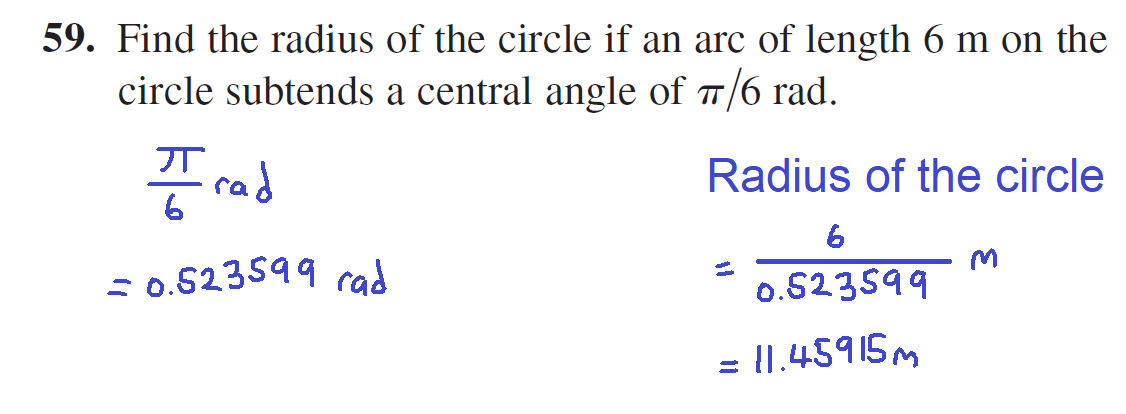 59. Find the radius of the circle if an arc of length 6 m on the
circle subtends a central angle of π/6 rad.
π/6 rad
= 0.523599 rad
Radius of the circle
= 6/0.523599 m
= 11.45915 m